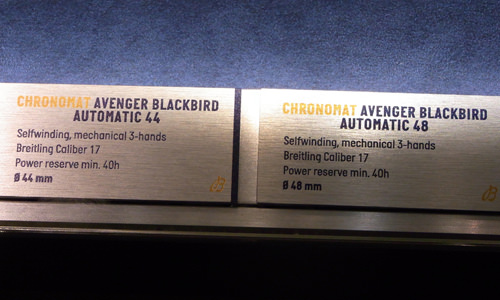 CHRONOMAT AVENGER BLACKBIRD
AUTOMATIC 44
Selfwinding, mechanical 3-hands
Breitling Caliber 17
Power reserve min. 40h
Ø 44 mm
CHRONOMAT AVENGER BLACKBIRD
AUTOMATIC 48
Selfwinding, mechanical 3-hands
Breitling Caliber 17
Power reserve min. 40h
Ø 48 mm